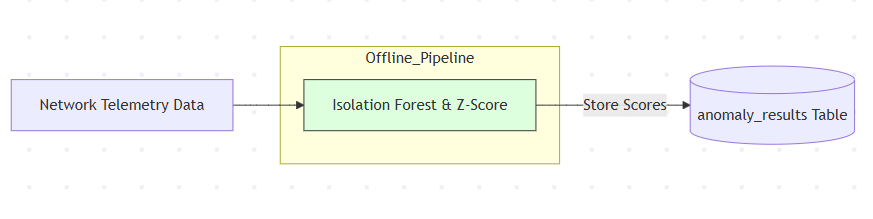 Offline_Pipeline
Network Telemetry Data
Isolation Forest & Z-Score
Store Scores
anomaly_results Table